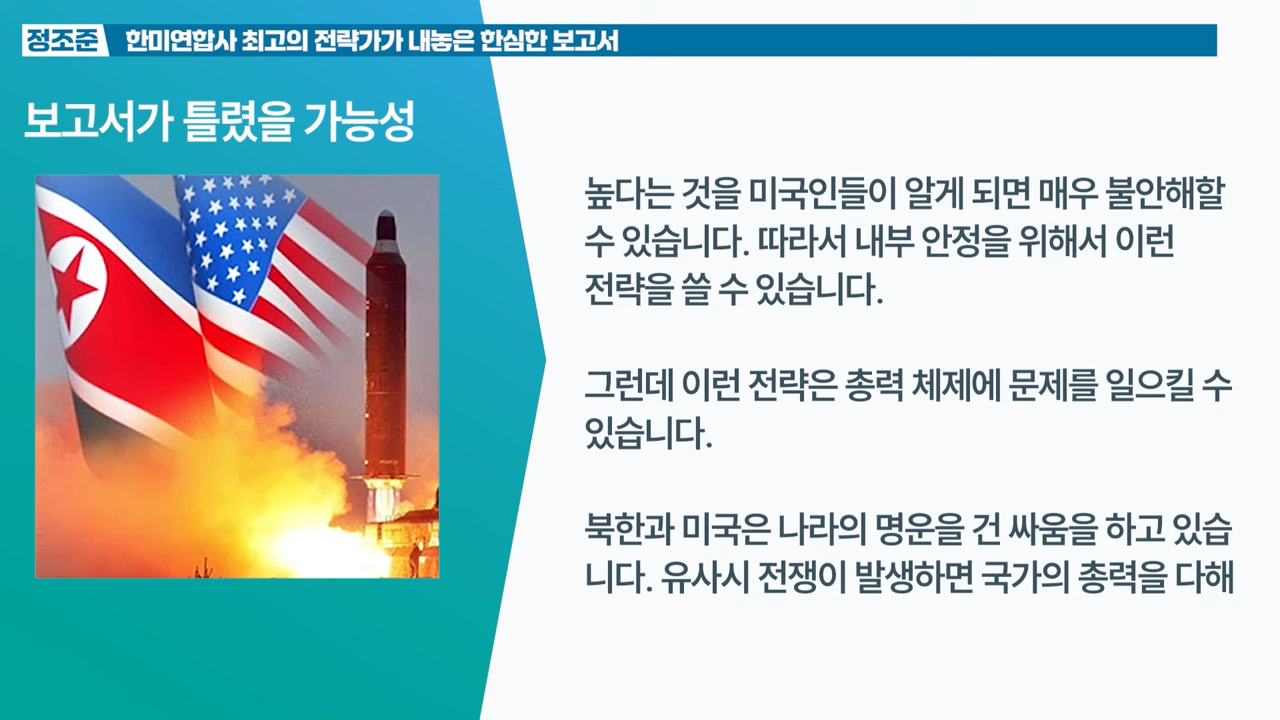 정조준
한미연합사 최고의 전략가가 내놓은 한심한 보고서
보고서가 틀렸을 가능성
높다는 것을 미국인들이 알게 되면 매우 불안해할
수 있습니다. 따라서 내부 안정을 위해서 이런
전략을 쓸 수 있습니다.
그런데 이런 전략은 총력 체제에 문제를 일으킬 수
있습니다.
북한과 미국은 나라의 명운을 건 싸움을 하고 있습
니다. 유사시 전쟁이 발생하면 국가의 총력을 다해